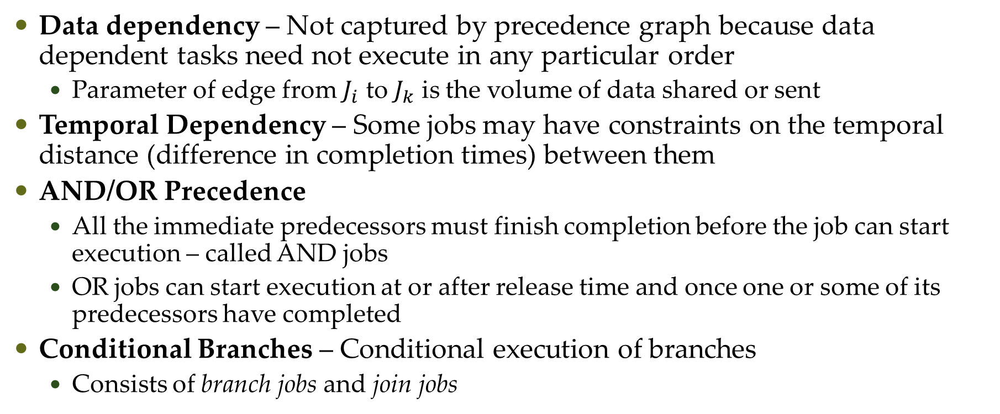 • Data dependency – Not captured by precedence graph because data
dependent tasks need not execute in any particular order
• Parameter of edge from J_i to J_k is the volume of data shared or sent
• Temporal Dependency – Some jobs may have constraints on the temporal
distance (difference in completion times) between them
• AND/OR Precedence
• All the immediate predecessors must finish completion before the job can start
execution – called AND jobs
• OR jobs can start execution at or after release time and once one or some of its
predecessors have completed
• Conditional Branches – Conditional execution of branches
• Consists of branch jobs and join jobs